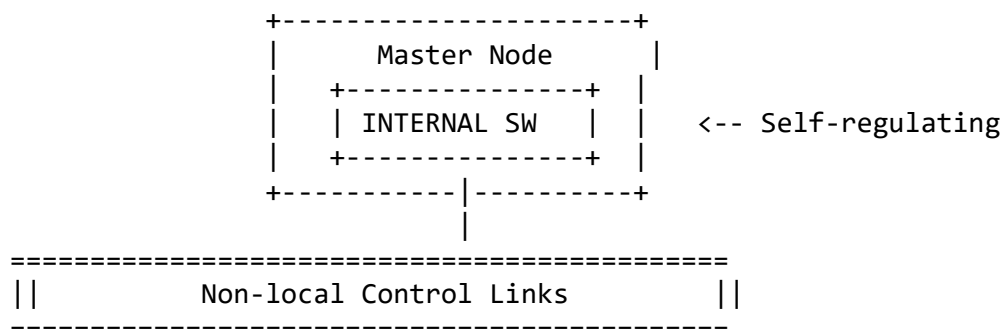 Master Node
INTERNAL SW <-- Self-regulating
Non-local Control Links